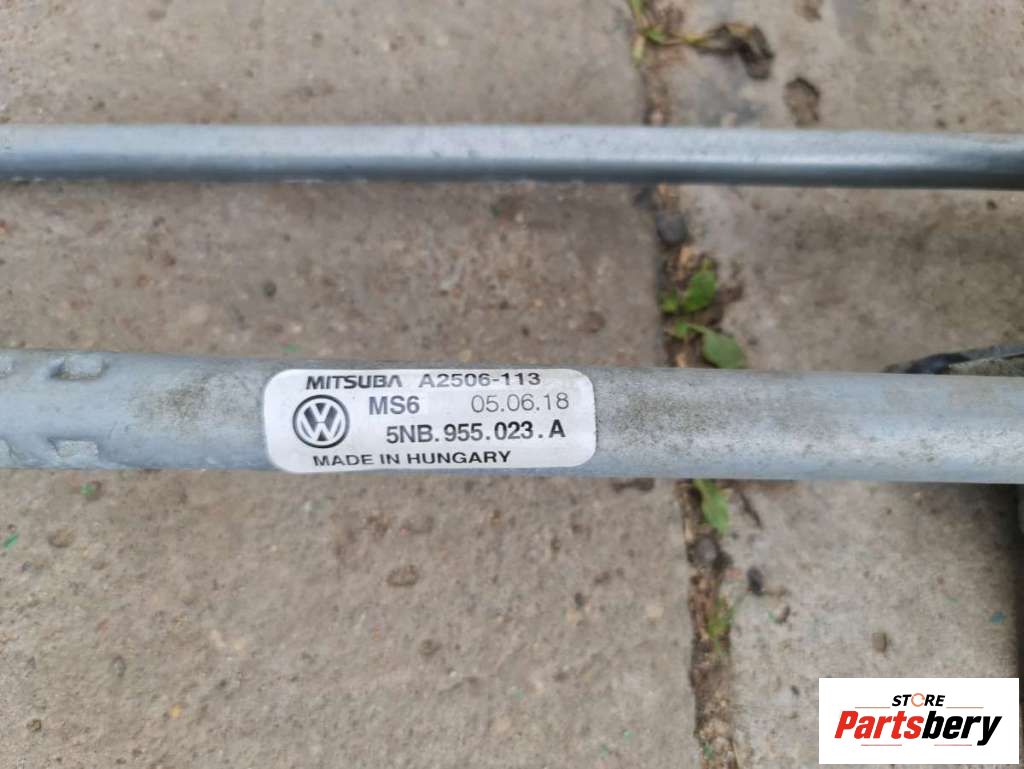 MITSUBA A2506-113
MS6 05.06.18
5NB.955.023.A
MADE IN HUNGARY
STORE
Partsbery